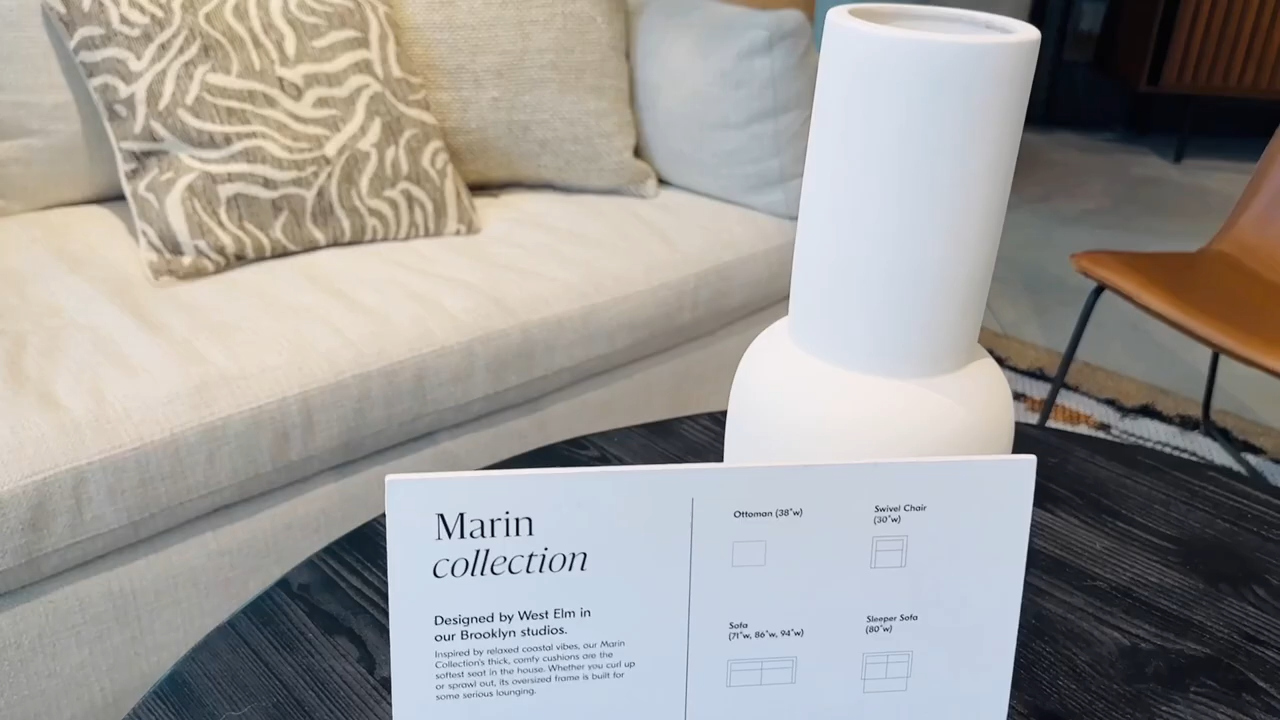 Marin
collection
Designed by West Elm in
our Brooklyn studios.
Inspired by relaxed coastal vibes, our Marin
Collection's thick, comfy cushions are the
softest seat in the house. Whether you curl up
or sprawl out, its oversized frame is built for
some serious lounging.
Ottoman (38"w)
Swivel Chair
(30"w)
Sofa
(71"w, 86"w, 94"w)
Sleeper Sofa
(80"w)